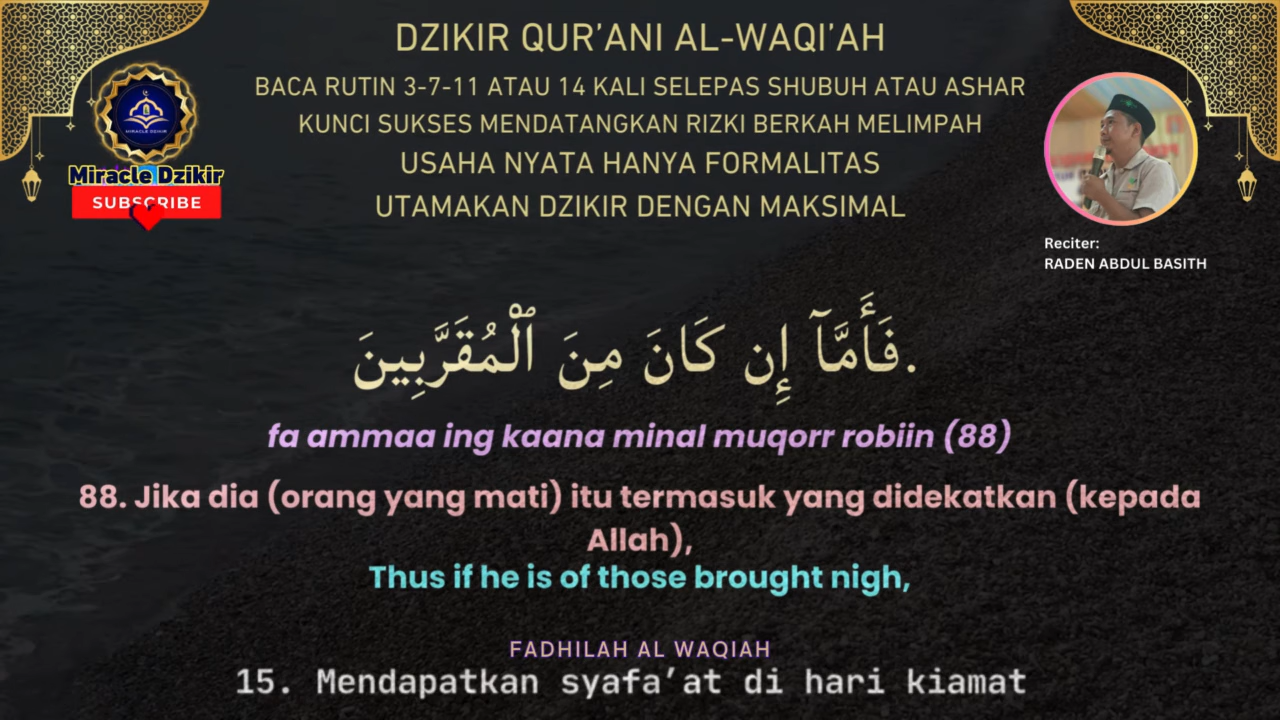 DZIKIR QUR’ANI AL-WAQI’AH
BACA RUTIN 3-7-11 ATAU 14 KALI SELEPAS SHUBUH ATAU ASHAR
KUNCI SUKSES MENDATANGKAN RIZKI BERKAH MELIMPAH
USAHA NYATA HANYA FORMALITAS
UTAMAKAN DZIKIR DENGAN MAKSIMAL
MIRACLE DZIKIR
Miracle Dzikir
SUBSCRIBE
Reciter:
RADEN ABDUL BASITH
فَأَمَّآ إِن كَانَ مِنَ ٱلْمُقَرَّبِينَ.
fa ammaa ing kaana minal muqorr robiin (88)
88. Jika dia (orang yang mati) itu termasuk yang didekatkan (kepada
Allah),
Thus if he is of those brought nigh,
FADHILAH AL WAQIAH
15. Mendapatkan syafa’at di hari kiamat